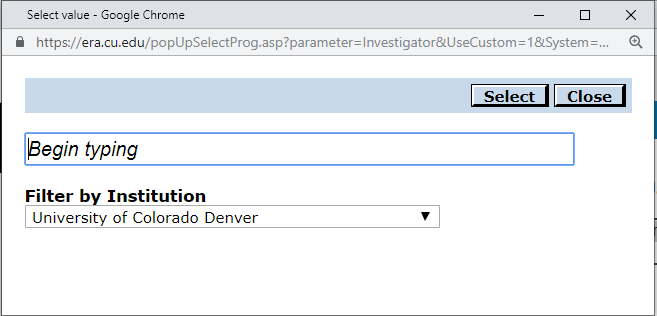 Select value - Google Chrome
https://era.cu.edu/popUpSelectProg.asp?parameter=Investigator&UseCustom=1&System=...
Select Close
Begin typing
Filter by Institution
University of Colorado Denver